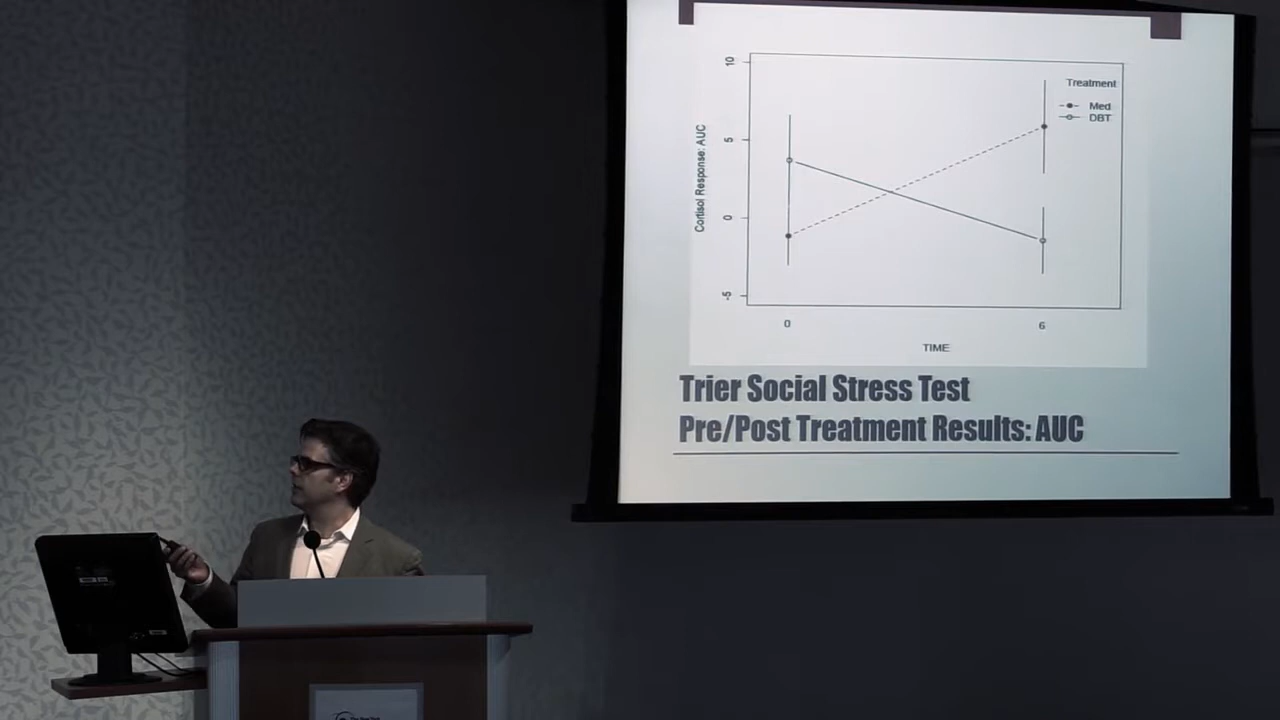 10
5
0
-5
Cortisol Response: AUC
Treatment
Med
DBT
0
6
TIME
Trier Social Stress Test
Pre/Post Treatment Results: AUC